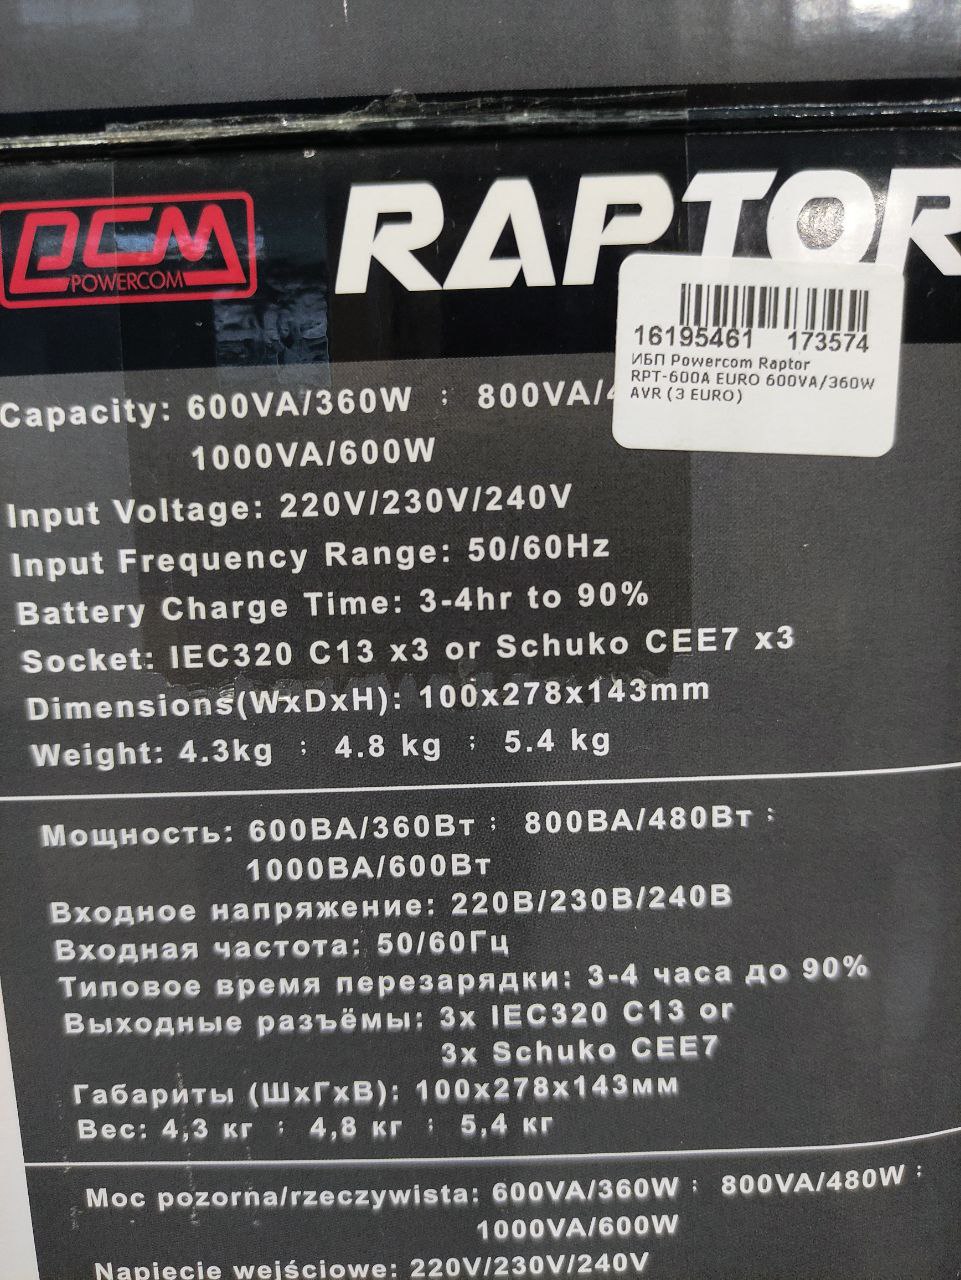 PCM
POWERCOM
RAPTOR
16195461 173574
ИБП Powercom Raptor
RPT-600A EURO 600VA/360W
AVR (3 EURO)
Capacity: 600VA/360W ; 800VA/4
1000VA/600W
Input Voltage: 220V/230V/240V
Input Frequency Range: 50/60Hz
Battery Charge Time: 3-4hr to 90%
Socket: IEC320 C13 x3 or Schuko CEE7 x3
Dimensions(WxDxH): 100x278x143mm
Weight: 4.3kg ; 4.8 kg ; 5.4 kg
Мощность: 600ВА/360Вт ; 800ВА/480Вт ;
1000ВА/600Вт
Входное напряжение: 220В/230В/240В
Входная частота: 50/60Гц
Типовое время перезарядки: 3-4 часа до 90%
Выходные разъёмы: 3x IEC320 C13 or
3x Schuko CEE7
Габариты (ШхГхВ): 100x278x143мм
Вес: 4,3 кг ; 4,8 кг ; 5,4 кг
Moc pozorna/rzeczywista: 600VA/360W ; 800VA/480W ;
1000VA/600W
Napięcie wejściowe: 220V/230V/240V